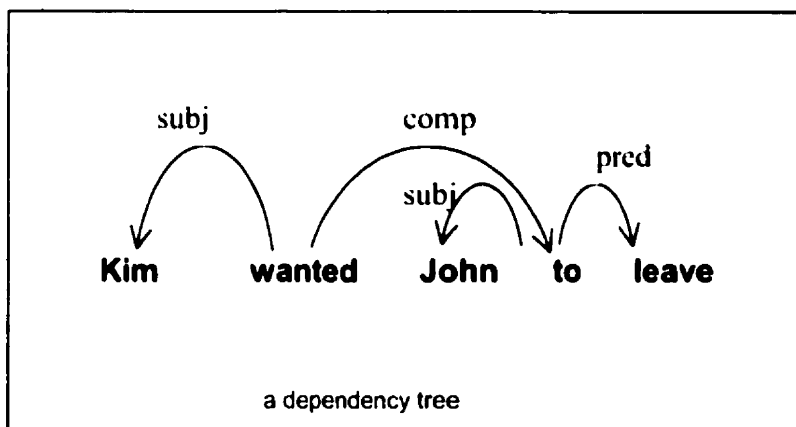 subj comp
pred
subj
Kim wanted John to leave
a dependency tree